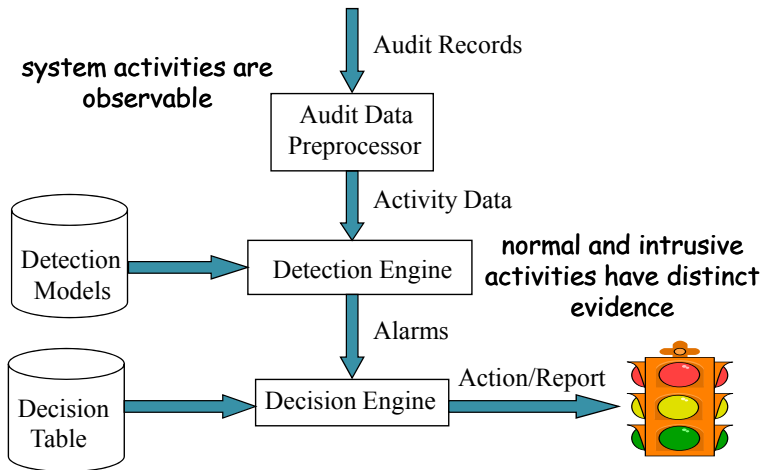 Audit Records
system activities are
observable
Audit Data
Preprocessor
Activity Data
Detection
Models
Detection Engine
normal and intrusive
activities have distinct
evidence
Alarms
Decision
Table
Decision Engine
Action/Report